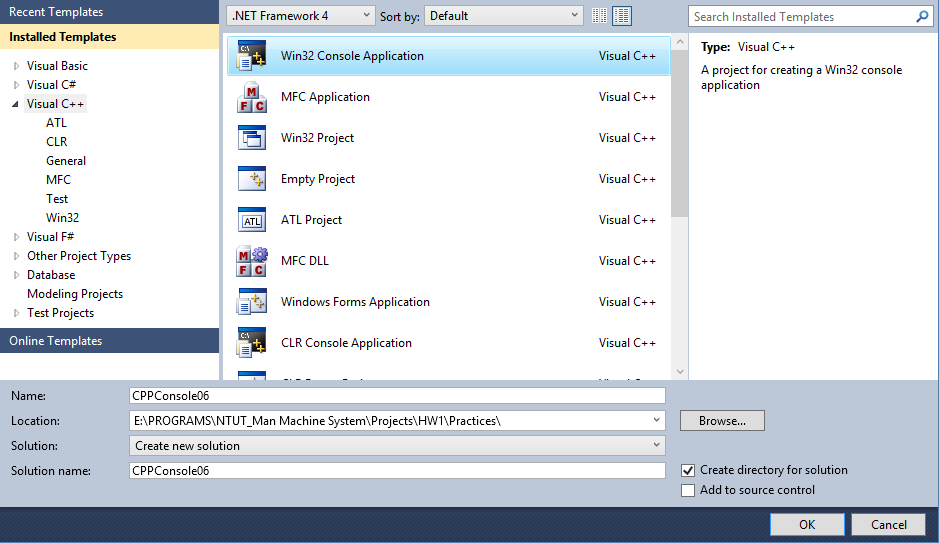 Recent Templates
Installed Templates
Visual Basic
Visual C#
Visual C++
ATL
CLR
General
MFC
Test
Win32
Visual F#
Other Project Types
Database
Modeling Projects
Test Projects
Online Templates
.NET Framework 4
Sort by: Default
Win32 Console Application Visual C++
MFC Application Visual C++
Win32 Project Visual C++
Empty Project Visual C++
ATL Project Visual C++
MFC DLL Visual C++
Windows Forms Application Visual C++
CLR Console Application Visual C++
Search Installed Templates
Type: Visual C++
A project for creating a Win32 console
application
Name: CPPConsole06
Location: E:\PROGRAMS\NTUT_Man Machine System\Projects\HW1\Practices\ Browse...
Solution: Create new solution
Solution name: CPPConsole06
Create directory for solution
Add to source control
OK Cancel